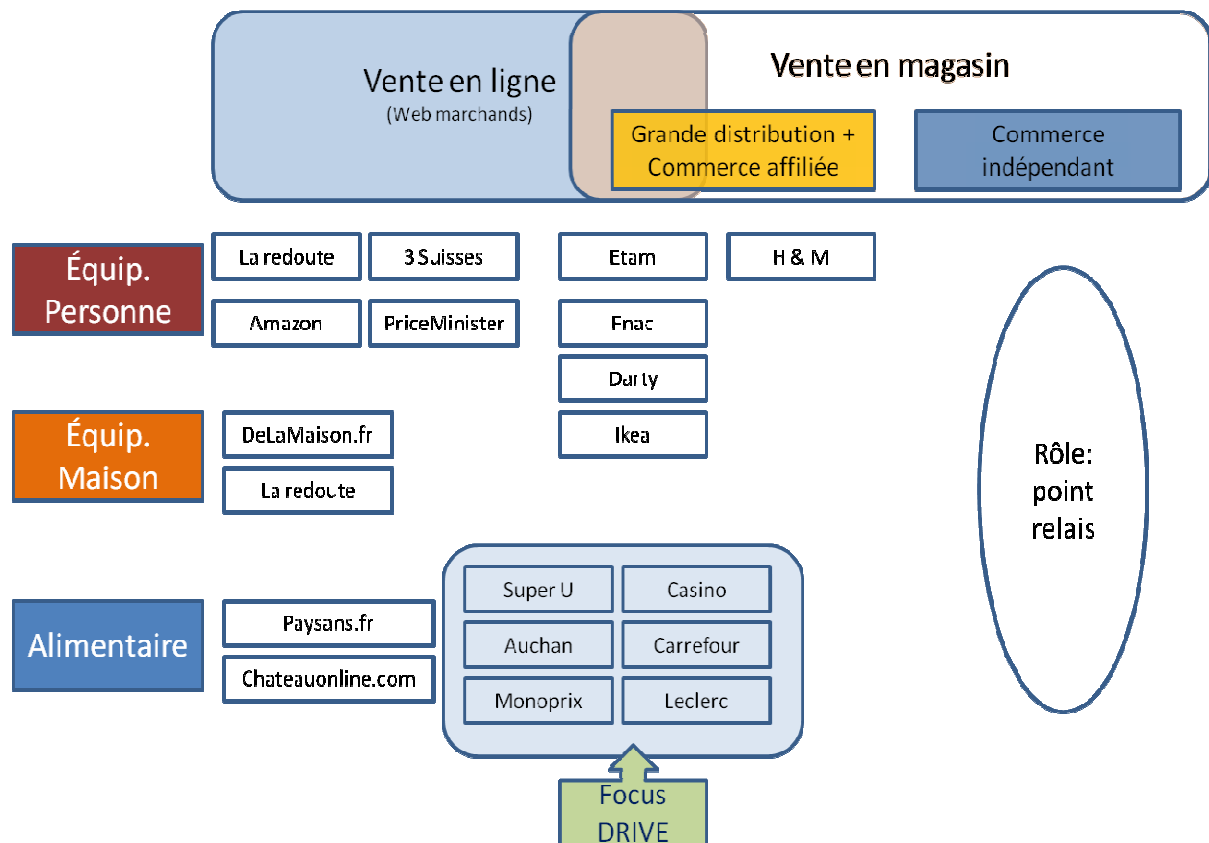 Vente en ligne
(Web marchands)
Vente en magasin
Grande distribution +
Commerce affiliée
Commerce
indépendant
Équip.
Personne
La redoute
3 Suisses
Etam
H & M
Amazon
PriceMinister
Fnac
Darty
Équip.
Maison
DeLaMaison.fr
Ikea
La redoute
Rôle:
point
relais
Alimentaire
Paysans.fr
Chateauonline.com
Super U
Casino
Auchan
Carrefour
Monoprix
Leclerc
Focus
DRIVE